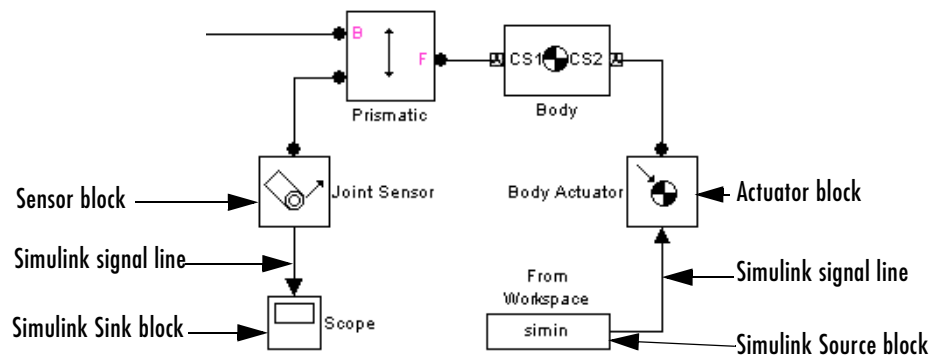 B
F
CS1 CS2
Prismatic
Body
Sensor block
Joint Sensor
Body Actuator
Actuator block
Simulink signal line
From
Workspace
Simulink signal line
Simulink Sink block
Scope
simin
Simulink Source block